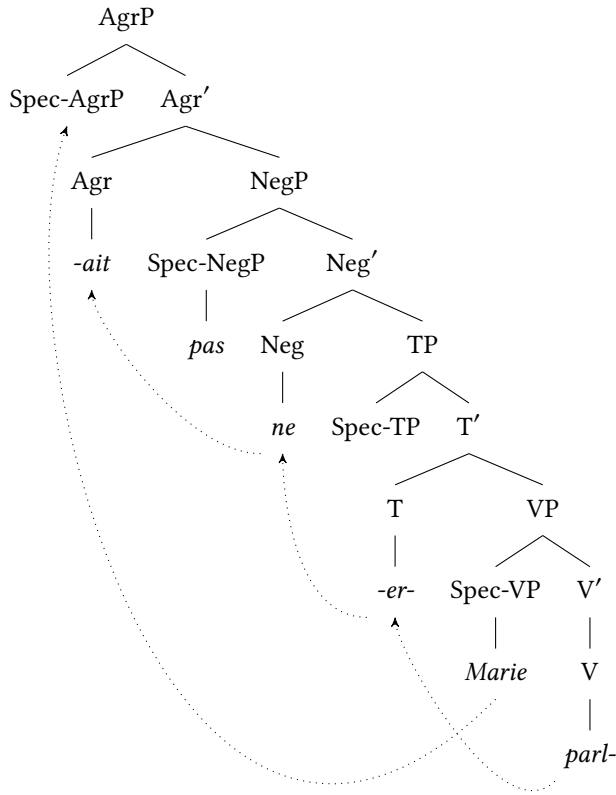 AgrP
Spec-AgrP Agr′
Agr NegP
-ait Spec-NegP Neg′
pas Neg TP
ne Spec-TP T′
T VP
-er- Spec-VP V′
Marie V
parl-